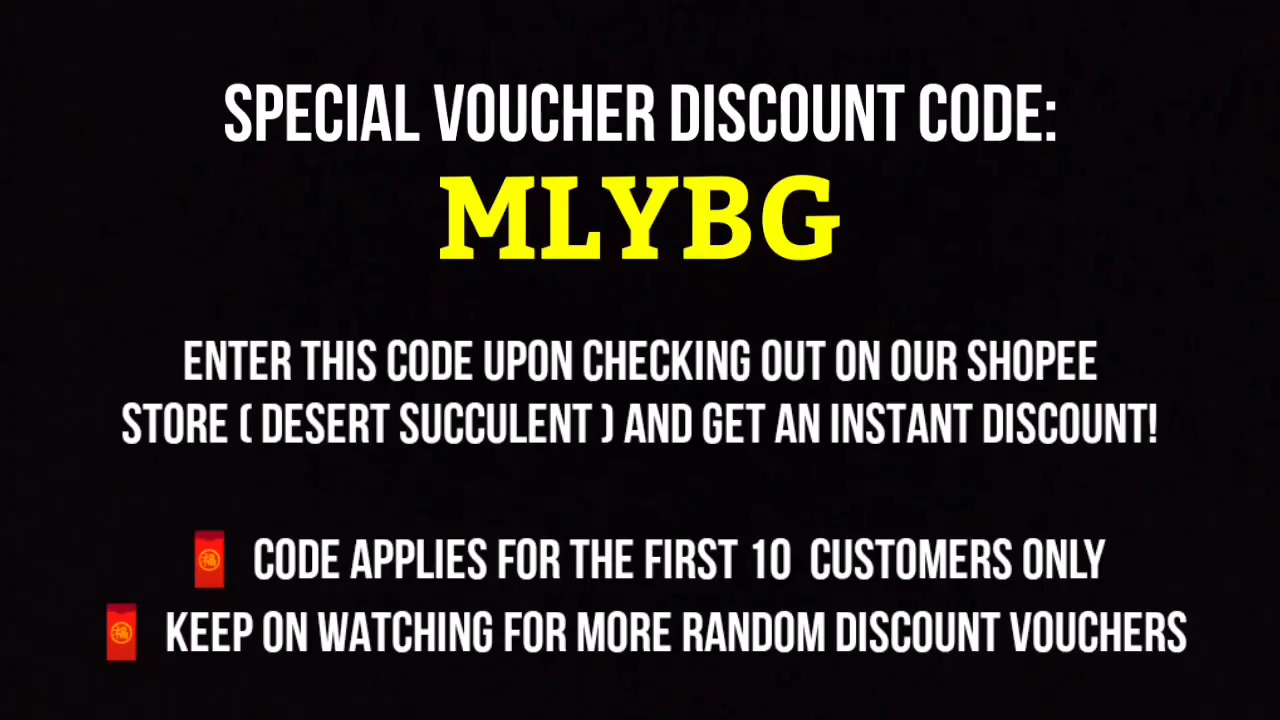 SPECIAL VOUCHER DISCOUNT CODE:
MLYBG
ENTER THIS CODE UPON CHECKING OUT ON OUR SHOPEE
STORE ( DESERT SUCCULENT ) AND GET AN INSTANT DISCOUNT!
🧧 CODE APPLIES FOR THE FIRST 10 CUSTOMERS ONLY
🧧 KEEP ON WATCHING FOR MORE RANDOM DISCOUNT VOUCHERS